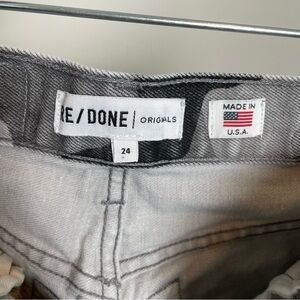 RE/DONE | ORIGINALS
24
MADE IN
U.S.A.